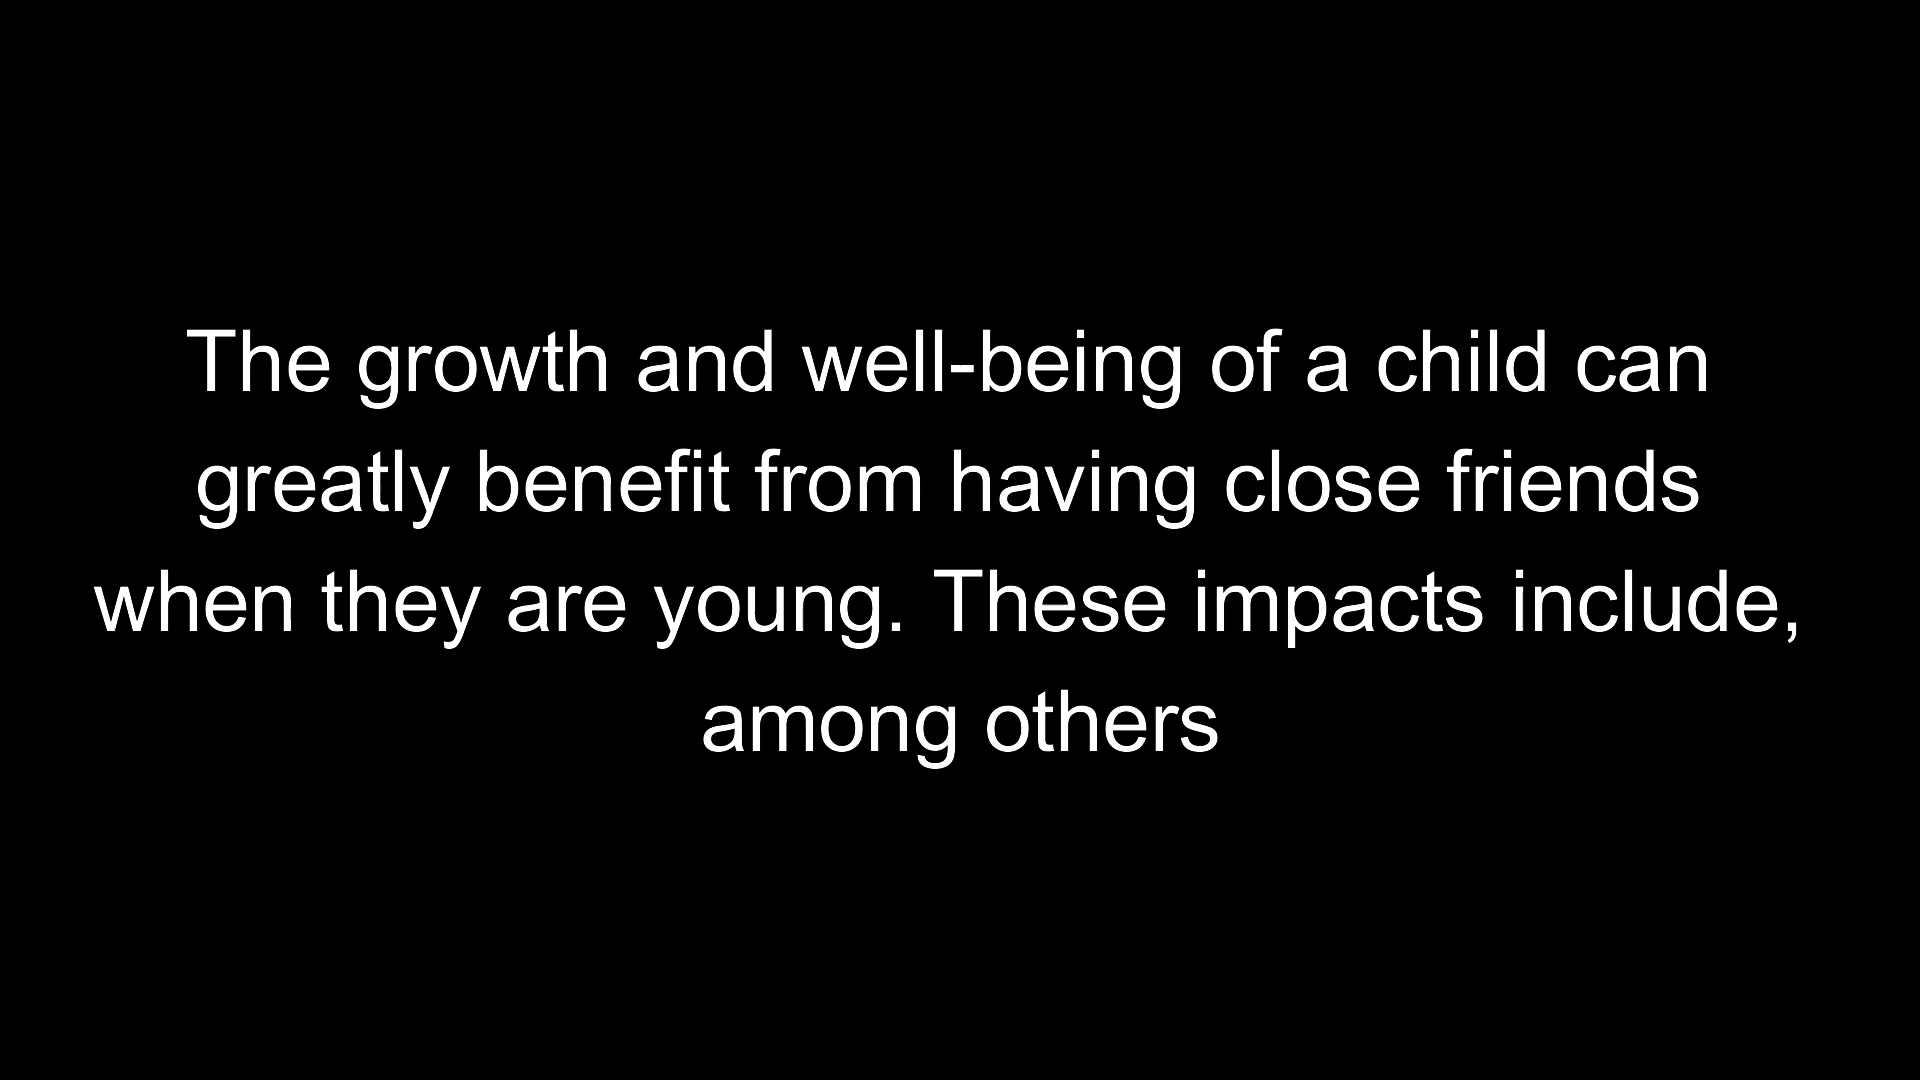 The growth and well-being of a child can
greatly benefit from having close friends
when they are young. These impacts include,
among others